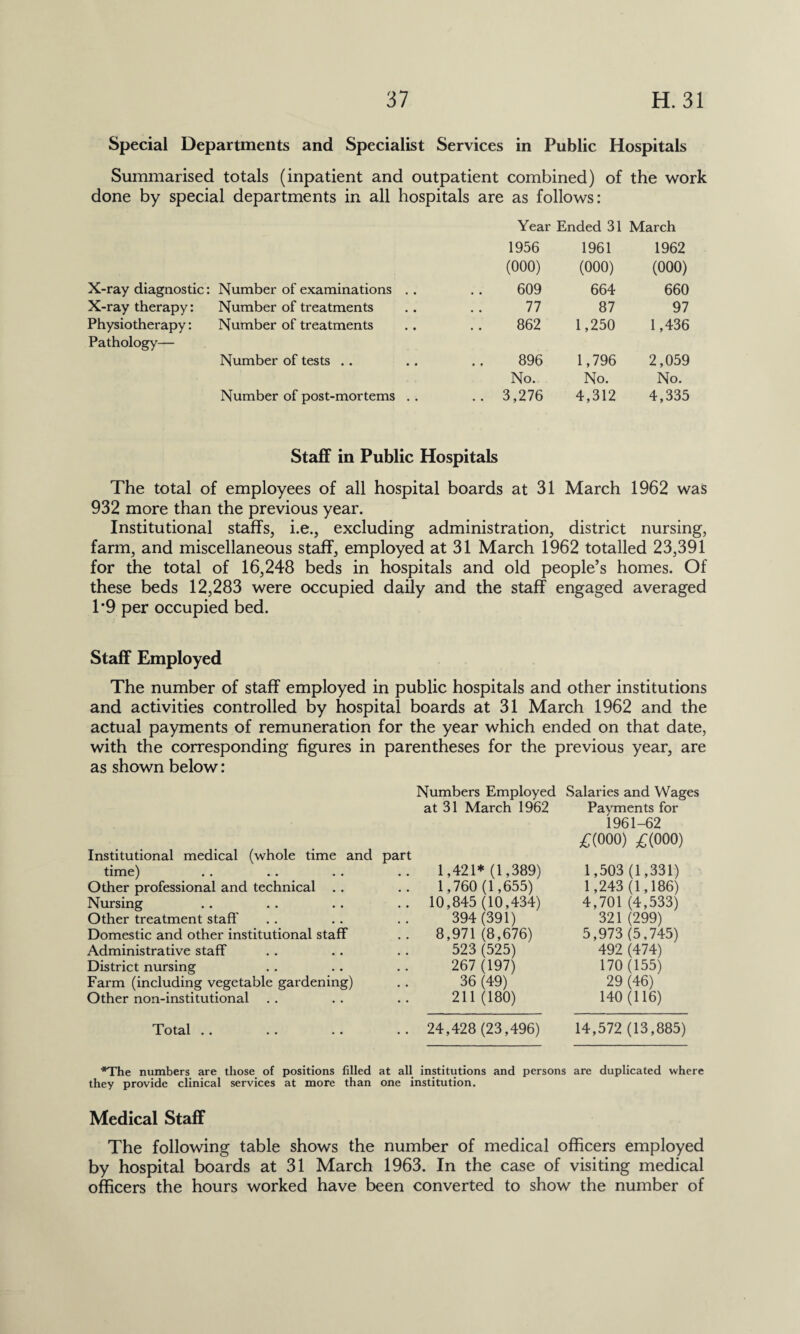 37 H. 31
Special Departments and Specialist Services in Public Hospitals
Summarised totals (inpatient and outpatient combined) of the work
done by special departments in all hospitals are as follows:
Year Ended 31 March
1956 1961 1962
(000) (000) (000)
X-ray diagnostic: Number of examinations . . . . 609 664 660
X-ray therapy: Number of treatments . . . . 77 87 97
Physiotherapy: Number of treatments . . . . 862 1,250 1,436
Pathology—
Number of tests . . . . . . 896 1,796 2,059
No. No. No.
Number of post-mortems . . . . 3,276 4,312 4,335
Staff in Public Hospitals
The total of employees of all hospital boards at 31 March 1962 was
932 more than the previous year.
Institutional staffs, i.e., excluding administration, district nursing,
farm, and miscellaneous staff, employed at 31 March 1962 totalled 23,391
for the total of 16,248 beds in hospitals and old people's homes. Of
these beds 12,283 were occupied daily and the staff engaged averaged
1·9 per occupied bed.
Staff Employed
The number of staff employed in public hospitals and other institutions
and activities controlled by hospital boards at 31 March 1962 and the
actual payments of remuneration for the year which ended on that date,
with the corresponding figures in parentheses for the previous year, are
as shown below:
Numbers Employed Salaries and Wages
at 31 March 1962 Payments for
1961-62
£(000) £(000)
Institutional medical (whole time and part
time) . . . . . . . . 1,421* (1,389) 1,503 (1,331)
Other professional and technical . . . . 1,760 (1,655) 1,243 (1,186)
Nursing . . . . . . . . 10,845 (10,434) 4,701 (4,533)
Other treatment staff . . . . . . 394 (391) 321 (299)
Domestic and other institutional staff . . 8,971 (8,676) 5,973 (5,745)
Administrative staff . . . . . . 523 (525) 492 (474)
District nursing . . . . . . 267 (197) 170 (155)
Farm (including vegetable gardening) . . 36 (49) 29 (46)
Other non-institutional . . . . . . 211 (180) 140 (116)
Total . . . . . . . . 24,428 (23,496) 14,572 (13,885)
*The numbers are those of positions filled at all institutions and persons are duplicated where
they provide clinical services at more than one institution.
Medical Staff
The following table shows the number of medical officers employed
by hospital boards at 31 March 1963. In the case of visiting medical
officers the hours worked have been converted to show the number of